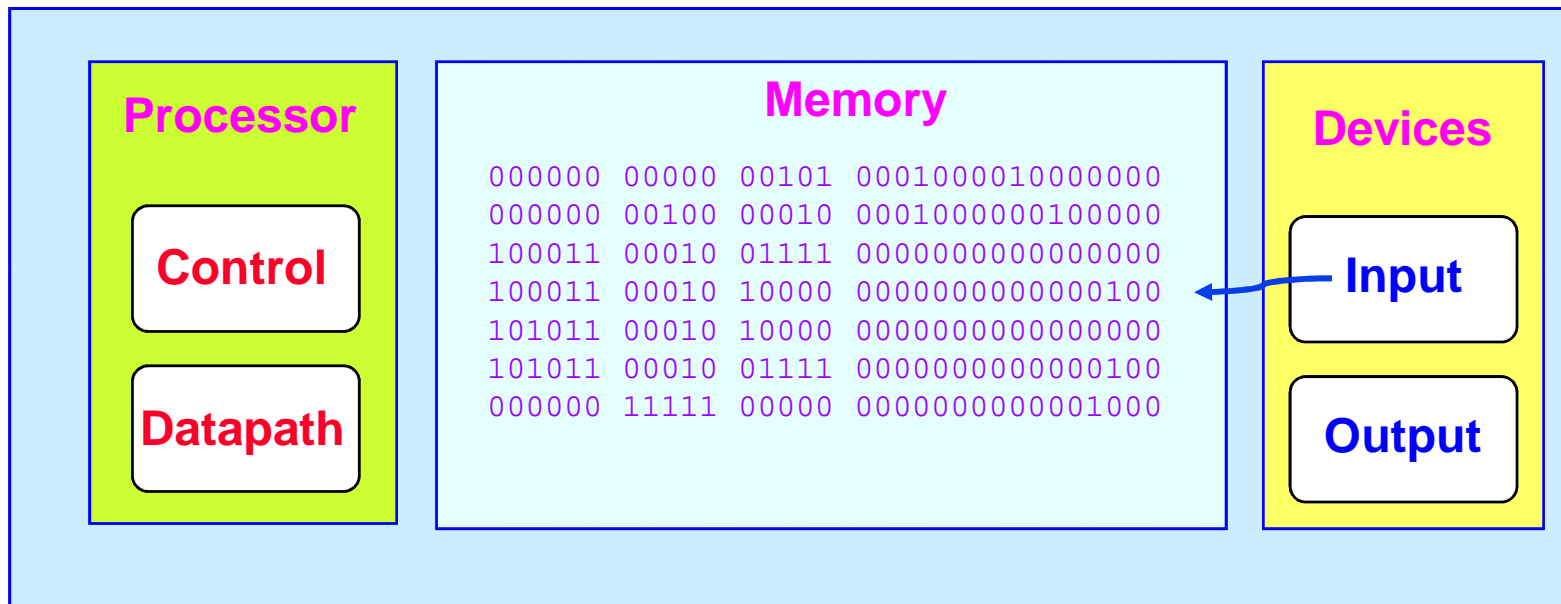 Processor
Control
Datapath
Memory
000000 00000 00101 0001000010000000
000000 00100 00010 0001000000100000
100011 00010 01111 0000000000000000
100011 00010 10000 0000000000000100
101011 00010 10000 0000000000000000
101011 00010 01111 0000000000000100
000000 11111 00000 0000000000001000
Devices
Input
Output